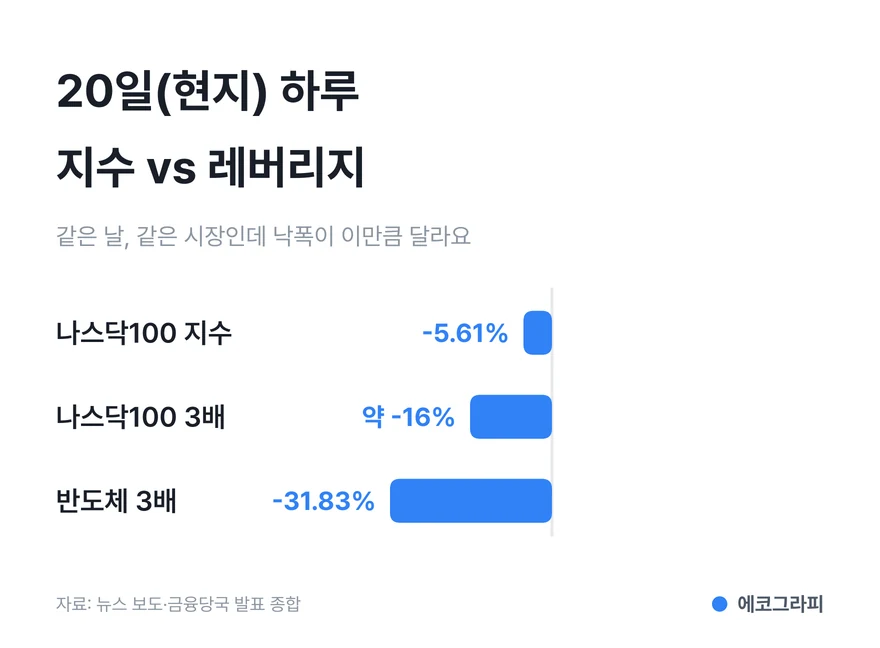 20일(현지) 하루
지수 vs 레버리지
같은 날, 같은 시장인데 낙폭이 이만큼 달라요
나스닥100 지수 -5.61%
나스닥100 3배 약 -16%
반도체 3배 -31.83%
자료: 뉴스 보도·금융당국 발표 종합
에코그라피